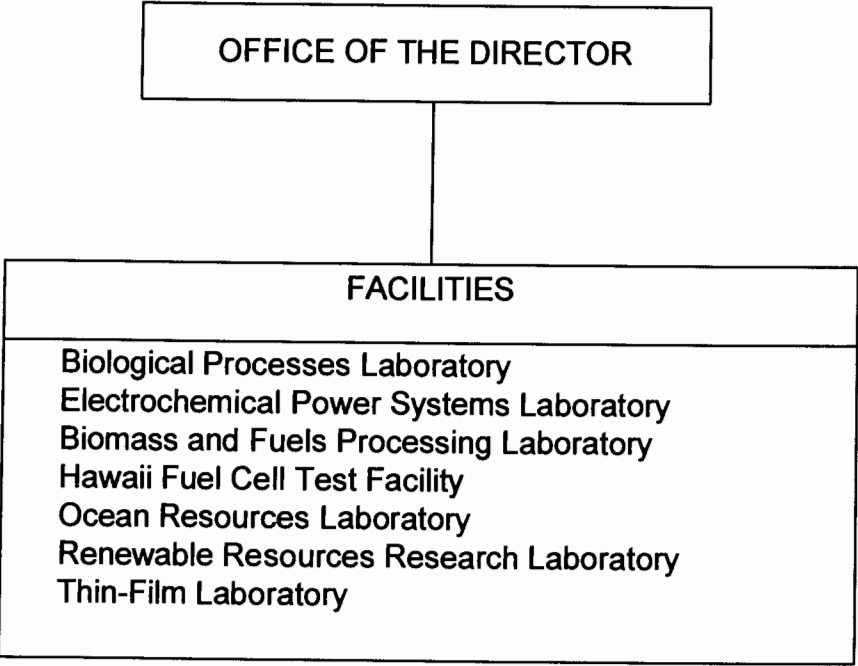 OFFICE OF THE DIRECTOR
FACILITIES
Biological Processes Laboratory
Electrochemical Power Systems Laboratory
Biomass and Fuels Processing Laboratory
Hawaii Fuel Cell Test Facility
Ocean Resources Laboratory
Renewable Resources Research Laboratory
Thin-Film Laboratory